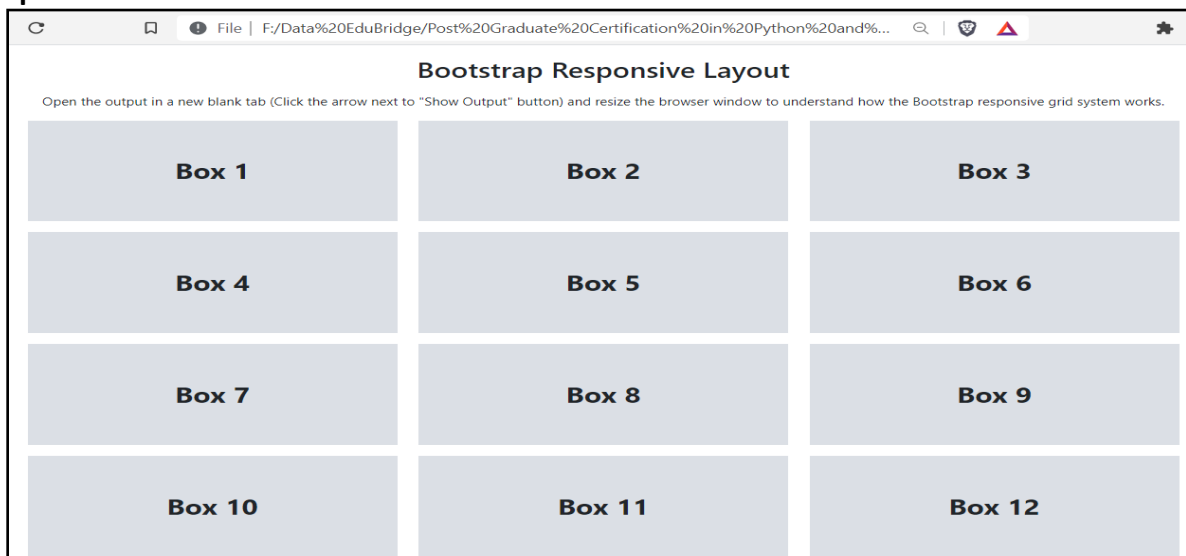 File | F:/Data%20EduBridge/Post%20Graduate%20Certification%20in%20Python%20and%...
Bootstrap Responsive Layout
Open the output in a new blank tab (Click the arrow next to "Show Output" button) and resize the browser window to understand how the Bootstrap responsive grid system works.
Box 1 Box 2 Box 3
Box 4 Box 5 Box 6
Box 7 Box 8 Box 9
Box 10 Box 11 Box 12